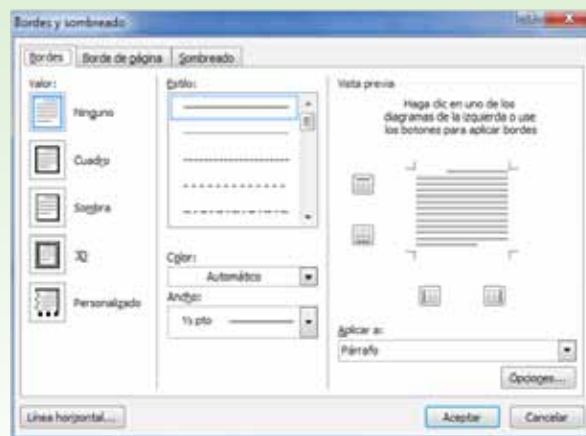 Bordes y sombreado
Bordes Borde de página Sombreado
Valor:
Ninguno
Cuadro
Sombra
3D
Personalizado
Estilo:
Color:
Automático
Ancho:
½ pto
Vista previa
Haga clic en uno de los
diagramas de la izquierda o use
los botones para aplicar bordes
Aplicar a:
Párrafo
Opciones...
Línea horizontal...
Aceptar Cancelar